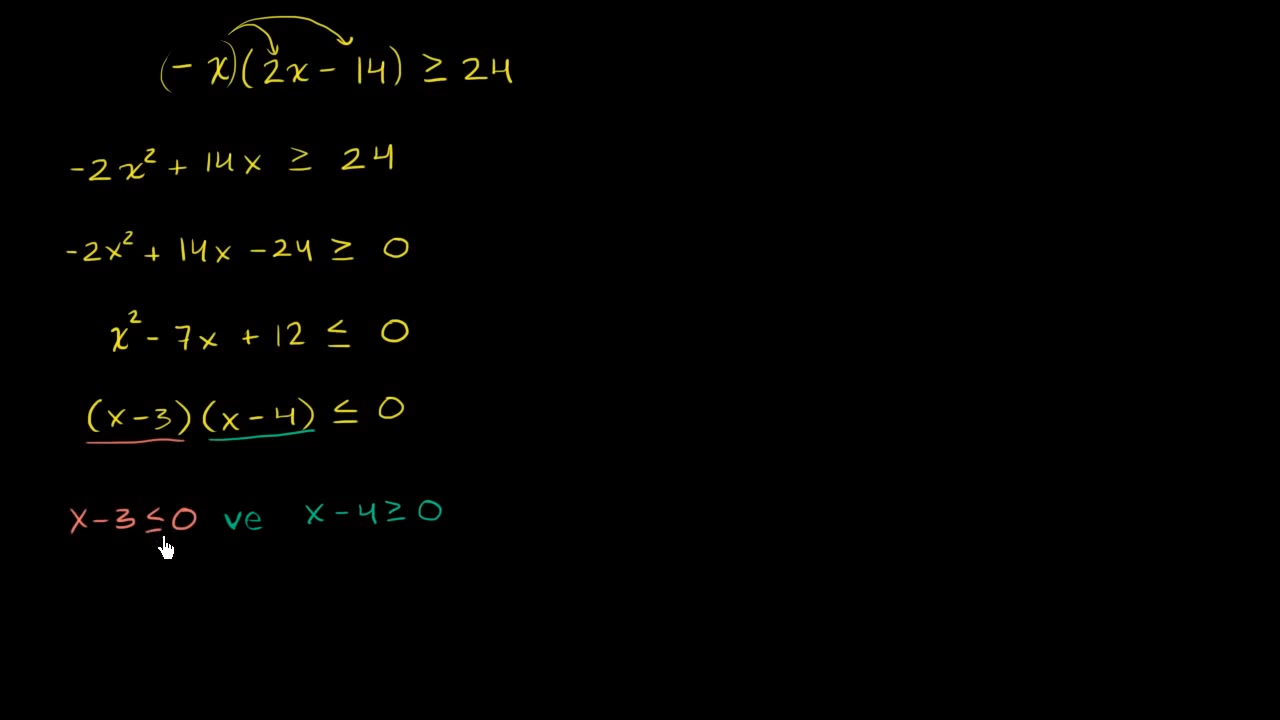 (-x)(2x-14) ≥ 24
-2x² + 14x ≥ 24
-2x² + 14x - 24 ≥ 0
x² - 7x + 12 ≤ 0
(x-3)(x-4) ≤ 0
x-3 ≤ 0 ve x-4 ≥ 0